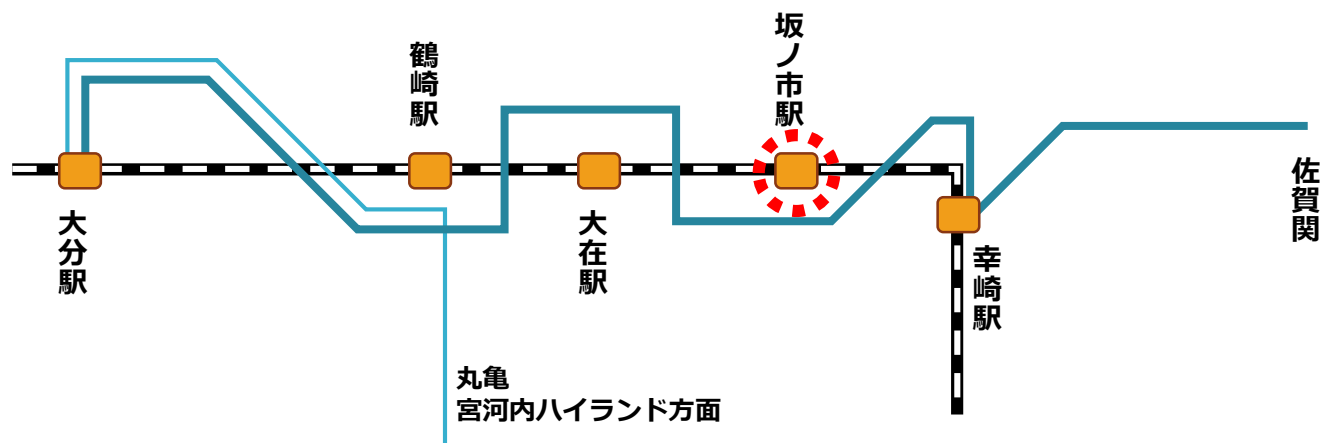 大分駅
鶴崎駅
大在駅
坂ノ市駅
幸崎駅
佐賀関
丸亀
宮河内ハイランド方面